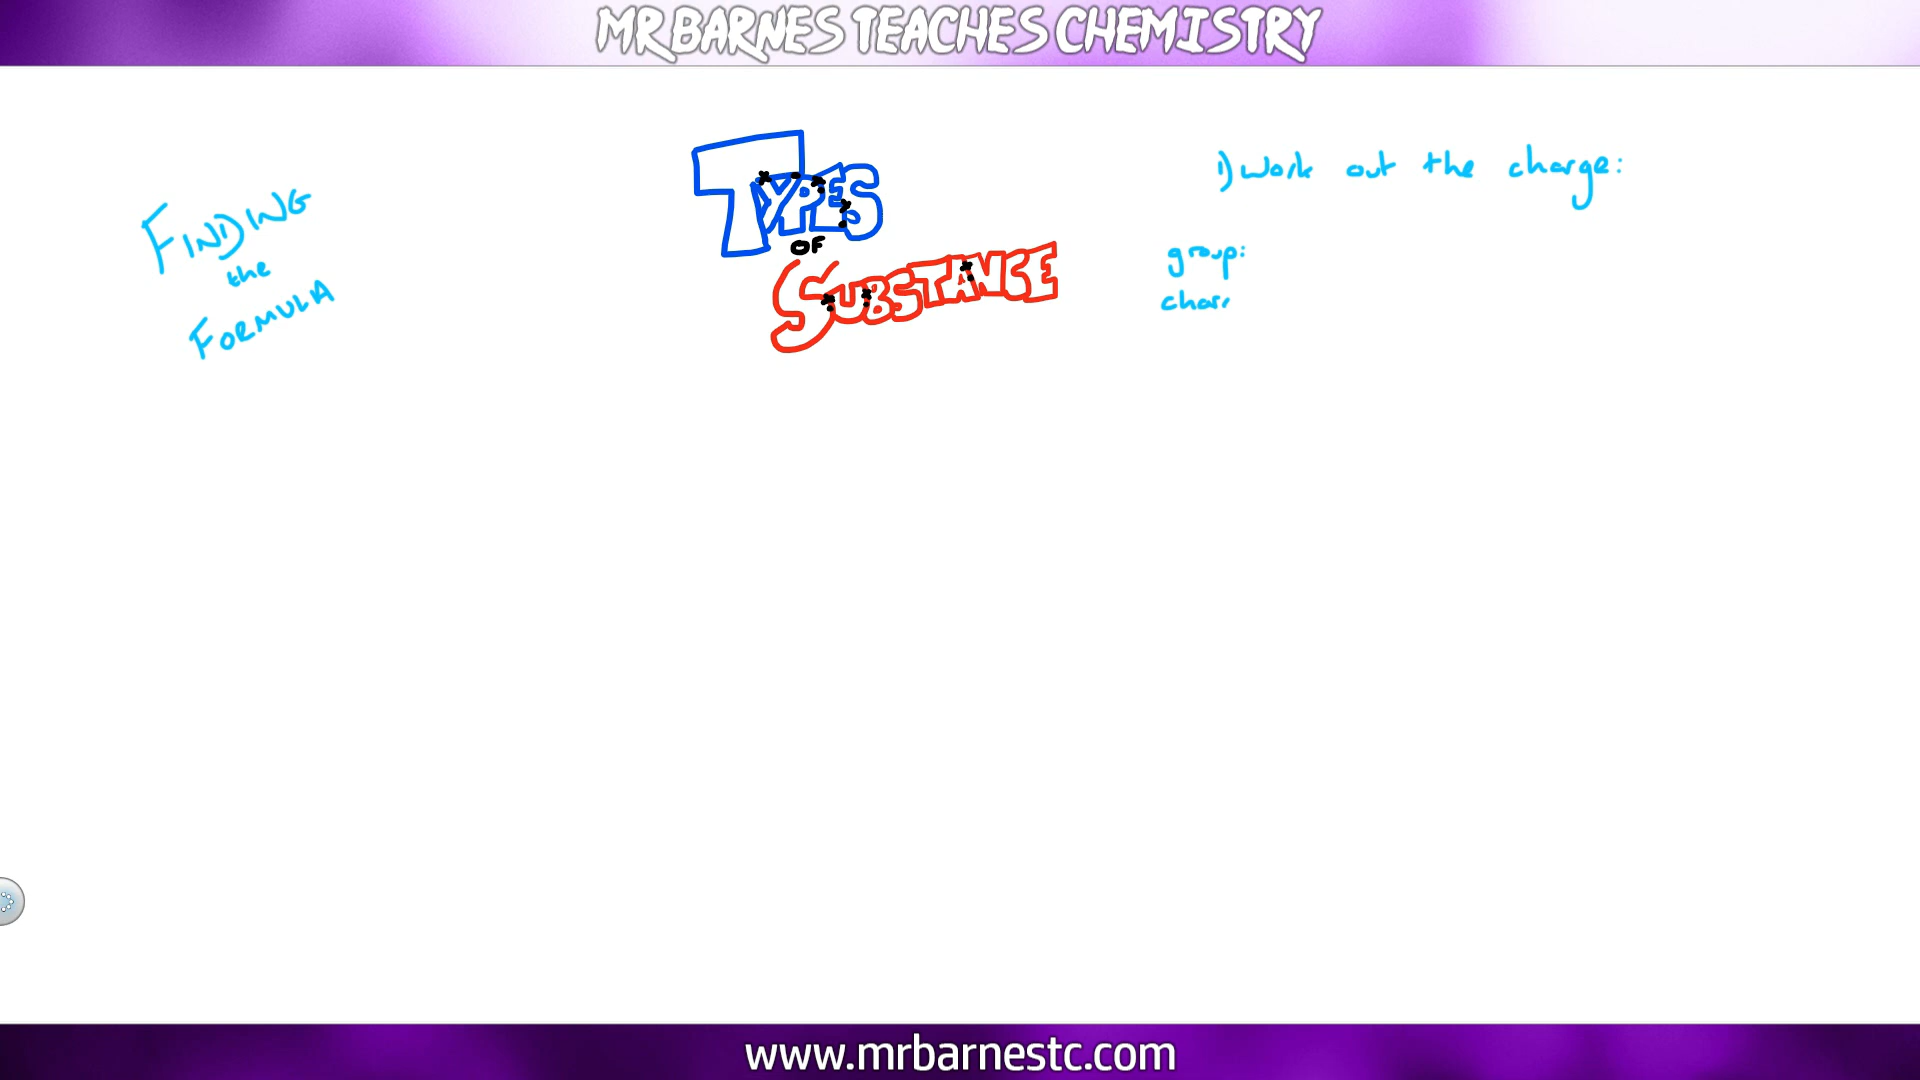 MR BARNES TEACHES CHEMISTRY
FINDING
the
FORMULA
TYPES
OF
SUBSTANCE
1) Work out the charge:
group:
char
www.mrbarnestc.com